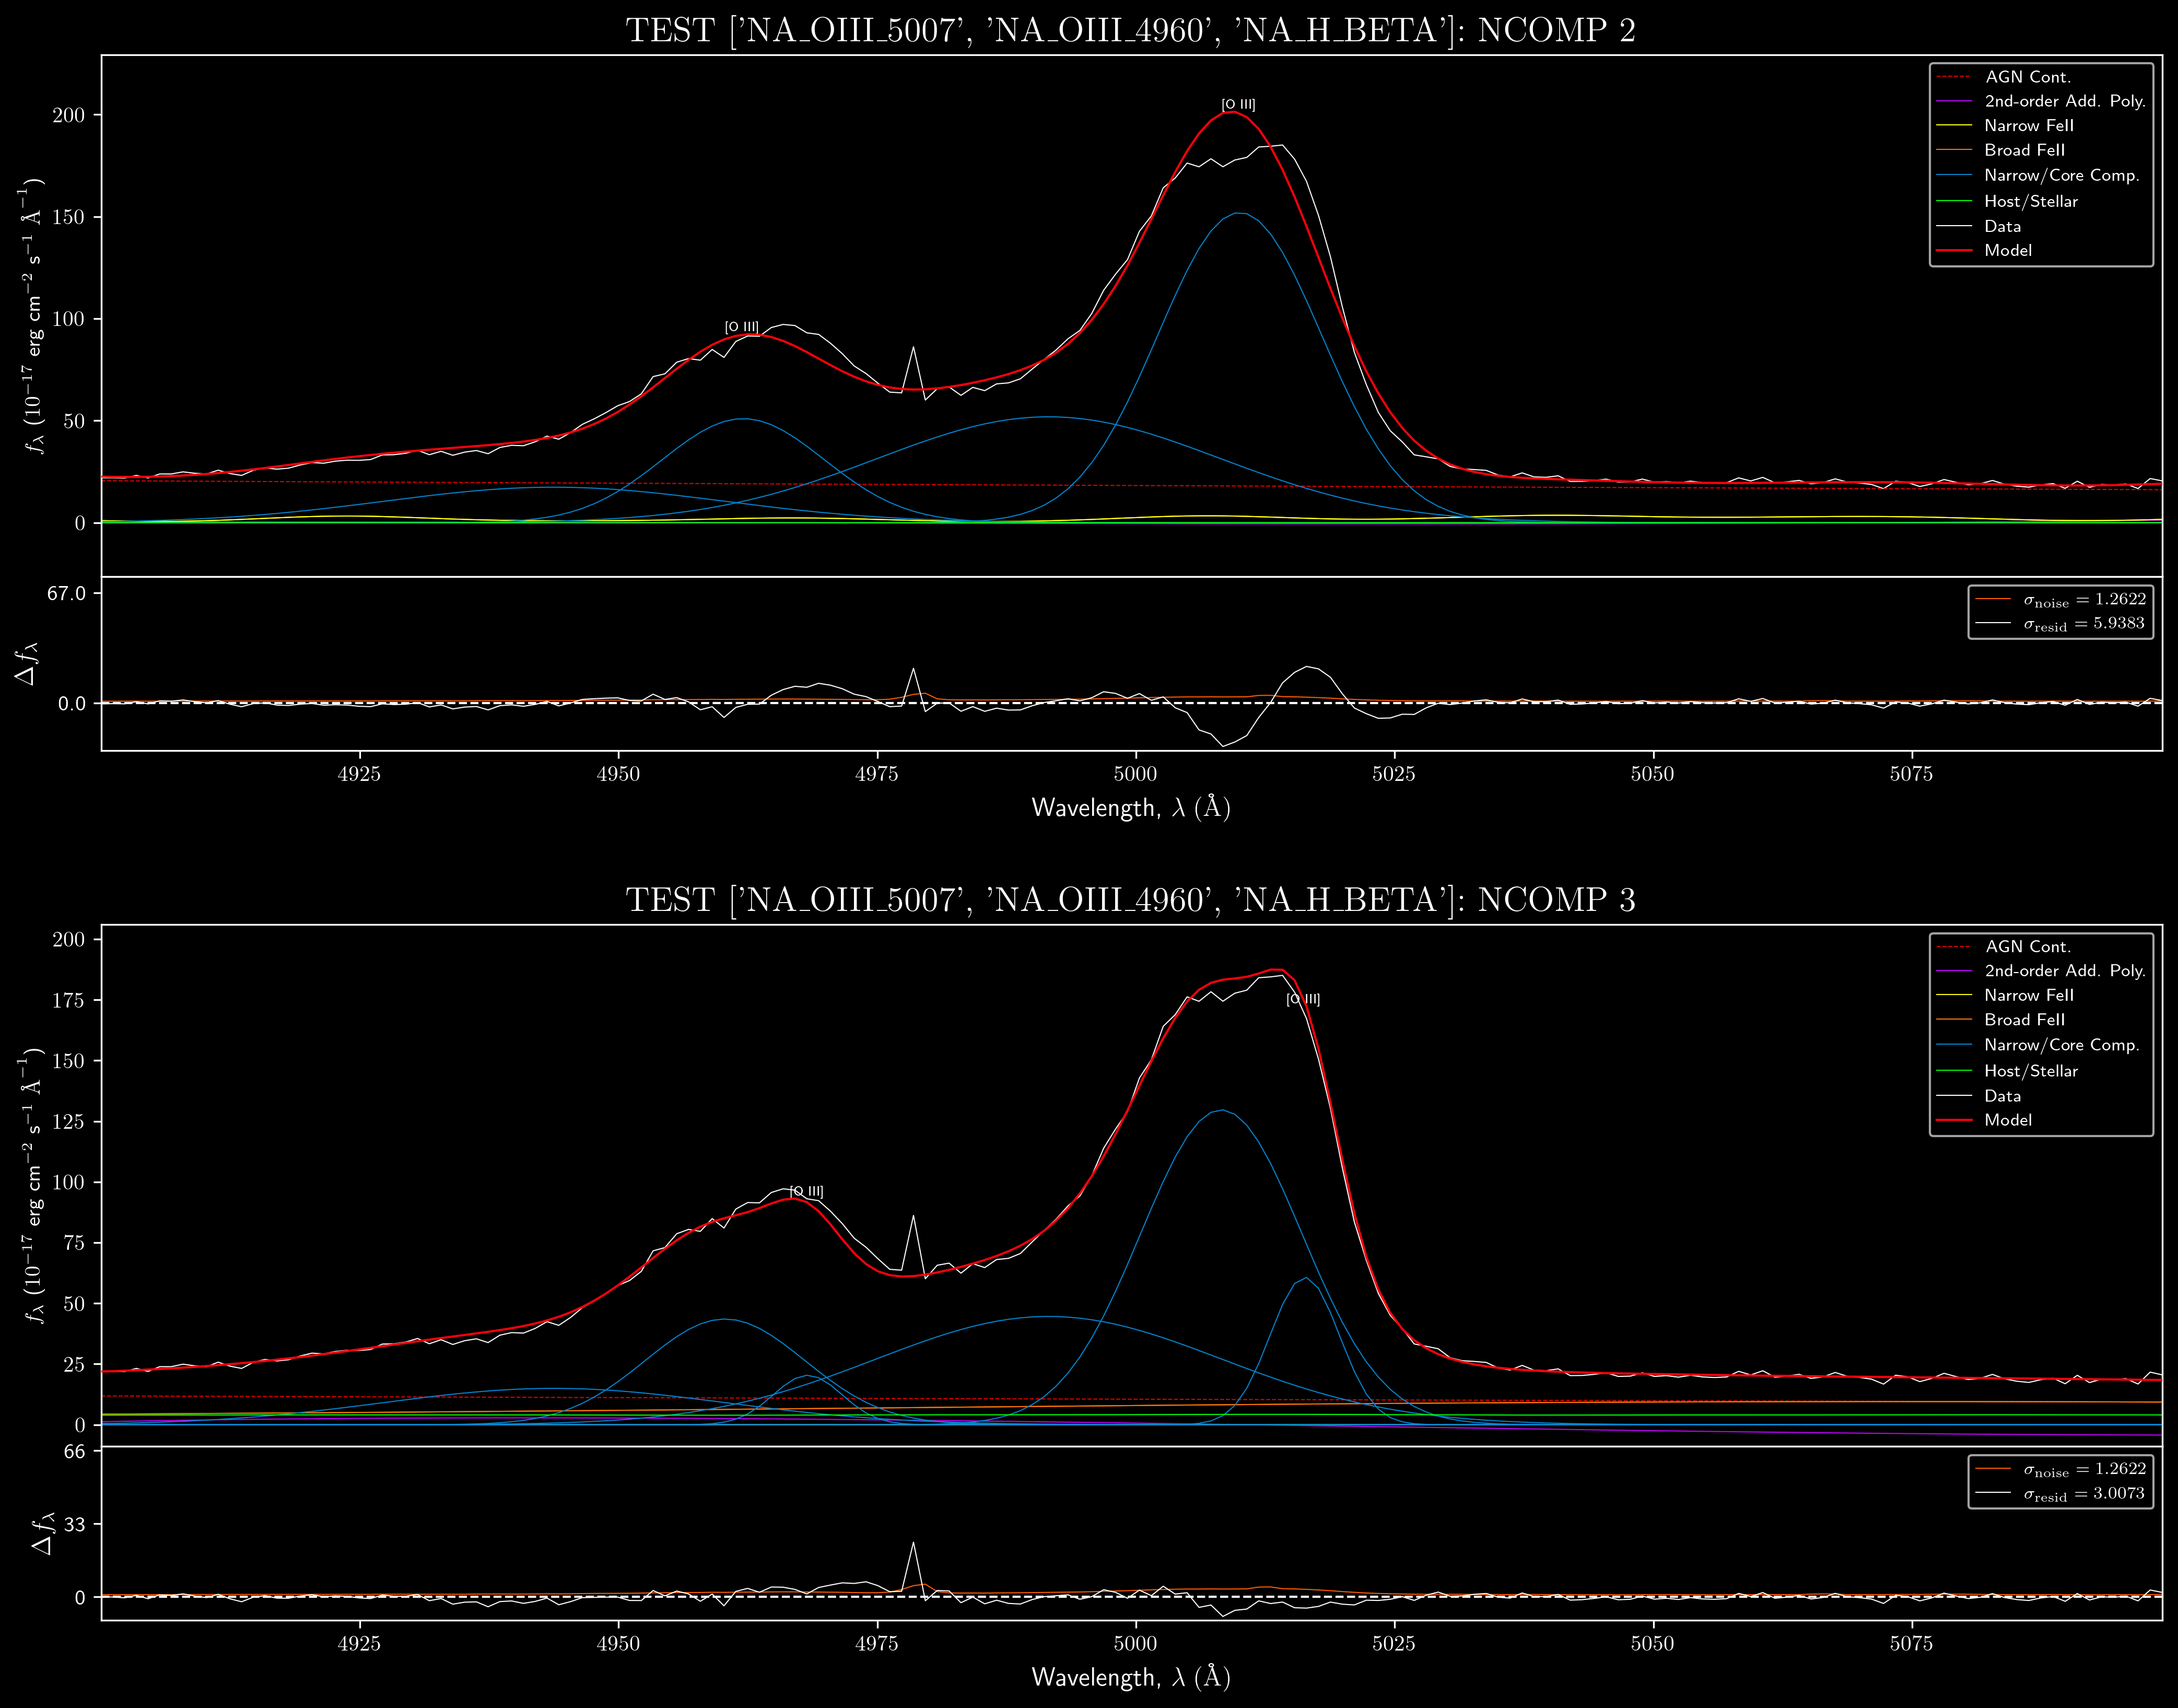 TEST ['NA_OIII_5007', 'NA_OIII_4960', 'NA_H_BETA']: NCOMP 2
[O III]
[O III]
AGN Cont.
2nd-order Add. Poly.
Narrow FeII
Broad FeII
Narrow/Core Comp.
Host/Stellar
Data
Model
200
150
100
50
0
f_λ (10^−17 erg cm^−2 s^−1 Å^−1)
67.0
0.0
Δf_λ
σ_noise = 1.2622
σ_resid = 5.9383
4925 4950 4975 5000 5025 5050 5075
Wavelength, λ (Å)
TEST ['NA_OIII_5007', 'NA_OIII_4960', 'NA_H_BETA']: NCOMP 3
[O III]
[O III]
AGN Cont.
2nd-order Add. Poly.
Narrow FeII
Broad FeII
Narrow/Core Comp.
Host/Stellar
Data
Model
200
175
150
125
100
75
50
25
0
f_λ (10^−17 erg cm^−2 s^−1 Å^−1)
66
33
0
Δf_λ
σ_noise = 1.2622
σ_resid = 3.0073
4925 4950 4975 5000 5025 5050 5075
Wavelength, λ (Å)